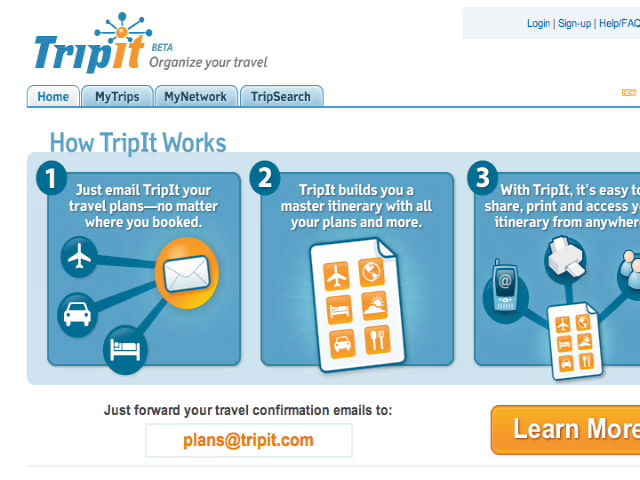 Login | Sign-up | Help/FAQ
TripIt BETA
Organize your travel
Home MyTrips MyNetwork TripSearch
NEW
How TripIt Works
1
Just email TripIt your
travel plans—no matter
where you booked.
2
TripIt builds you a
master itinerary with all
your plans and more.
3
With TripIt, it's easy to
share, print and access
itinerary from anywhere
@
Just forward your travel confirmation emails to:
plans@tripit.com
Learn More